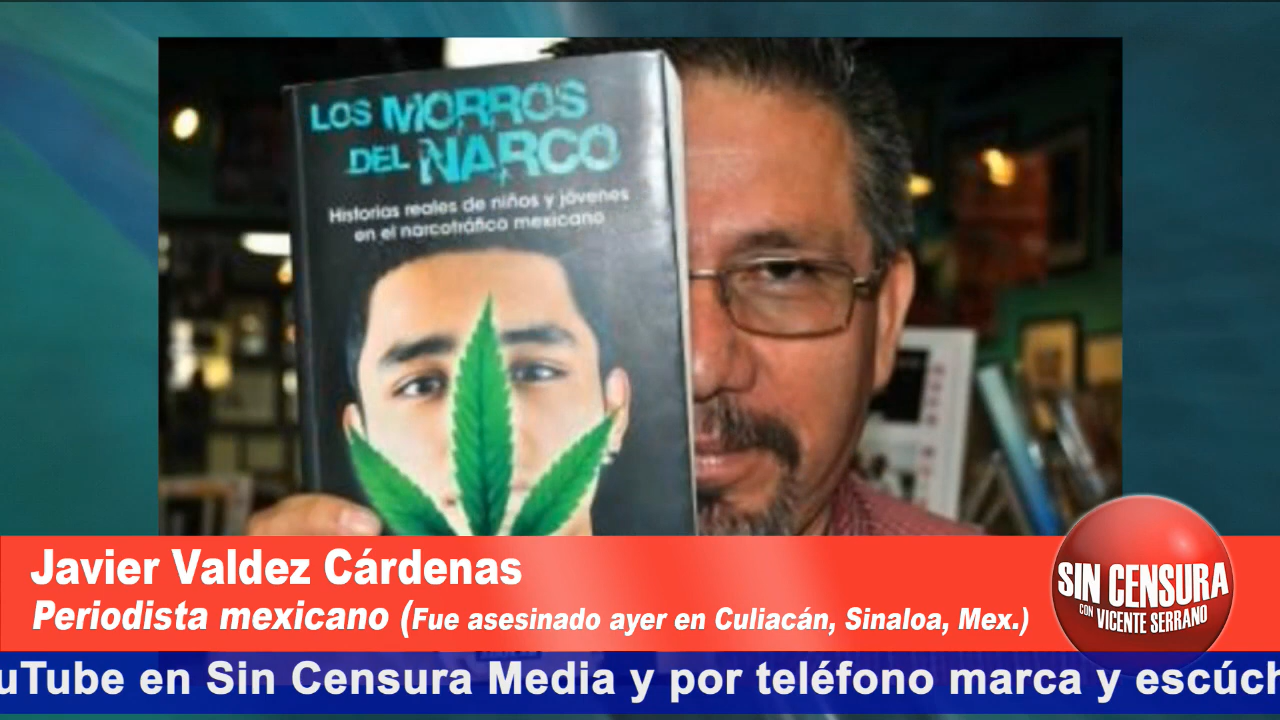 LOS MORROS
DEL NARCO
Historias reales de niños y jóvenes
en el narcotráfico mexicano
Javier Valdez Cárdenas
Periodista mexicano (Fue asesinado ayer en Culiacán, Sinaloa, Mex.)
SIN CENSURA
CON
VICENTE SERRANO
uTube en Sin Censura Media y por teléfono marca y escúch